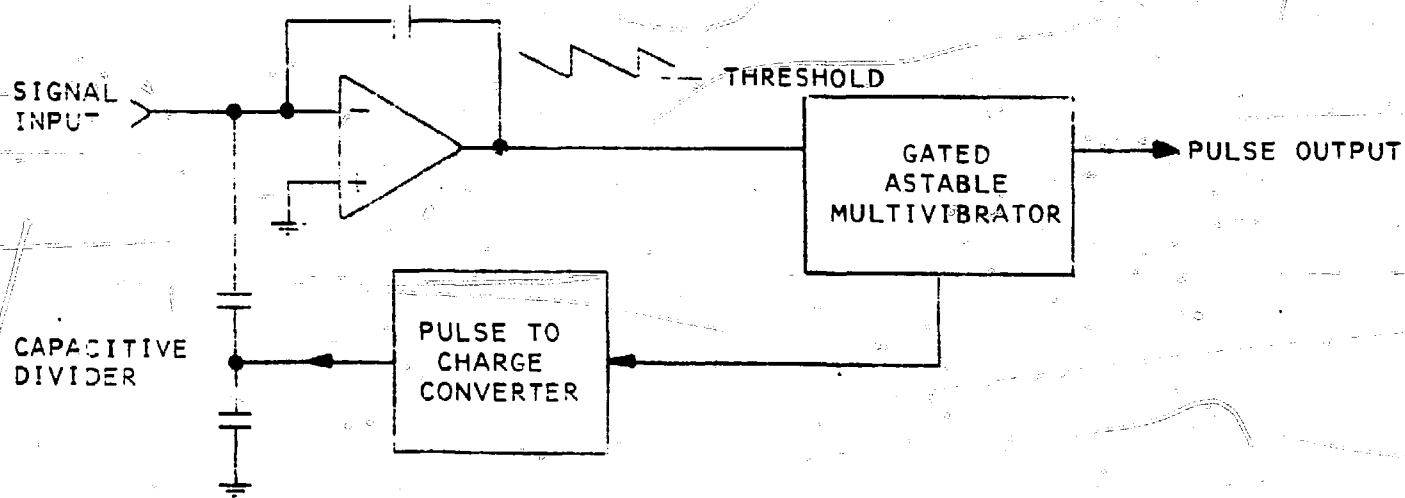 SIGNAL
INPUT
THRESHOLD
GATED
ASTABLE
MULTIVIBRATOR
PULSE OUTPUT
CAPACITIVE
DIVIDER
PULSE TO
CHARGE
CONVERTER